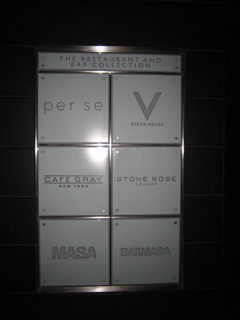 THE RESTAURANT AND
BAR COLLECTION
per se
V
STEAK HOUSE
CAFE GRAY
NEW YORK
STONE ROSE
LOUNGE
MASA
BARMASA